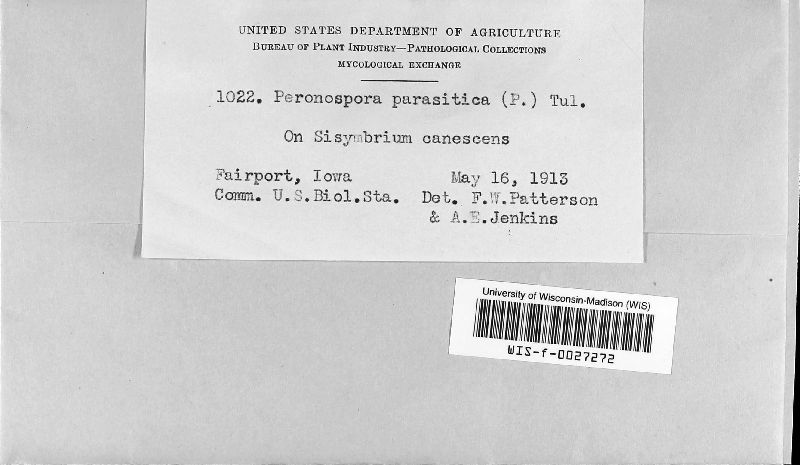 UNITED STATES DEPARTMENT OF AGRICULTURE
BUREAU OF PLANT INDUSTRY—PATHOLOGICAL COLLECTIONS
MYCOLOGICAL EXCHANGE
1022. Peronospora parasitica (P.) Tul.
On Sisymbrium canescens
Fairport, Iowa May 16, 1913
Comm. U.S.Biol.Sta. Det. F.W.Patterson
& A.E.Jenkins
University of Wisconsin-Madison (WIS)
WIS-f-0027272